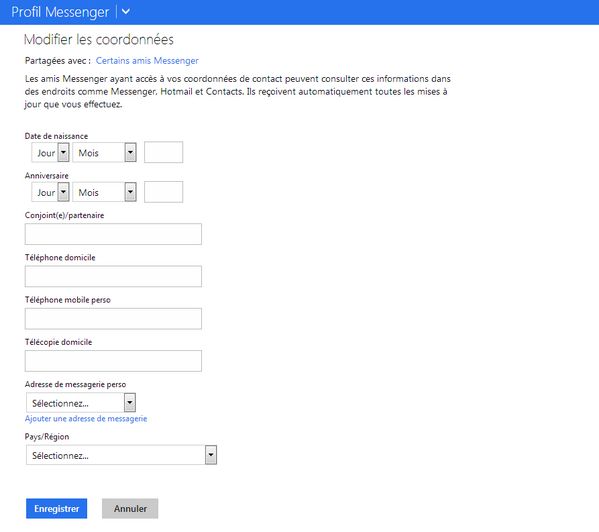 Profil Messenger
Modifier les coordonnées
Partagées avec : Certains amis Messenger
Les amis Messenger ayant accès à vos coordonnées de contact peuvent consulter ces informations dans
des endroits comme Messenger, Hotmail et Contacts. Ils reçoivent automatiquement toutes les mises à
jour que vous effectuez.
Date de naissance
Jour Mois
Anniversaire
Jour Mois
Conjoint(e)/partenaire
Téléphone domicile
Téléphone mobile perso
Télécopie domicile
Adresse de messagerie perso
Sélectionnez...
Ajouter une adresse de messagerie
Pays/Région
Sélectionnez...
Enregistrer Annuler